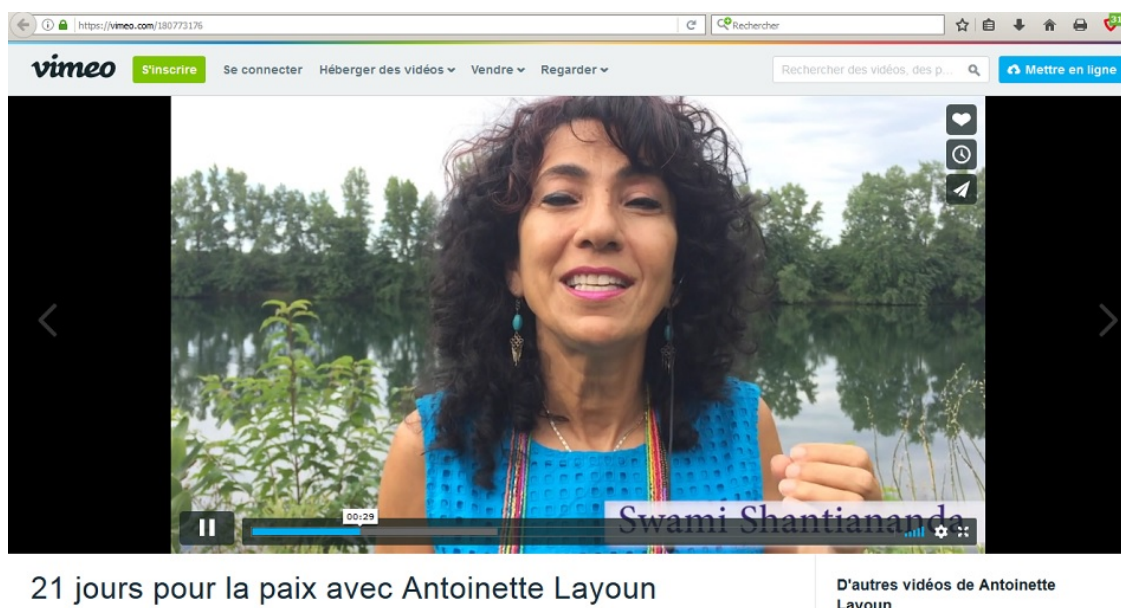 https://vimeo.com/180773176
Rechercher
31
vimeo
S'inscrire
Se connecter
Héberger des vidéos
Vendre
Regarder
Rechercher des vidéos, des p...
Mettre en ligne
Swami Shantiananda
00:29
21 jours pour la paix avec Antoinette Layoun
D'autres vidéos de Antoinette
Layoun